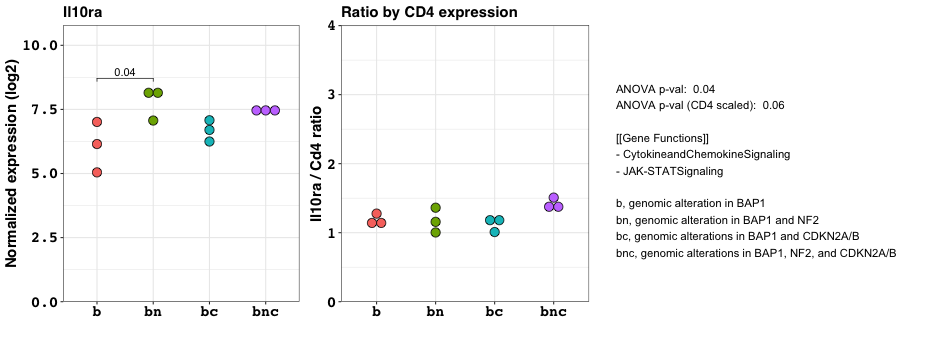 Il10ra
Normalized expression (log2)
10.0
7.5
5.0
2.5
0.0
0.04
b
bn
bc
bnc
Ratio by CD4 expression
Il10ra / Cd4 ratio
4
3
2
1
0
b
bn
bc
bnc
ANOVA p-val:  0.04
ANOVA p-val (CD4 scaled):  0.06
[[Gene Functions]]
- CytokineandChemokineSignaling
- JAK-STATSignaling
b, genomic alteration in BAP1
bn, genomic alteration in BAP1 and NF2
bc, genomic alterations in BAP1 and CDKN2A/B
bnc, genomic alterations in BAP1, NF2, and CDKN2A/B